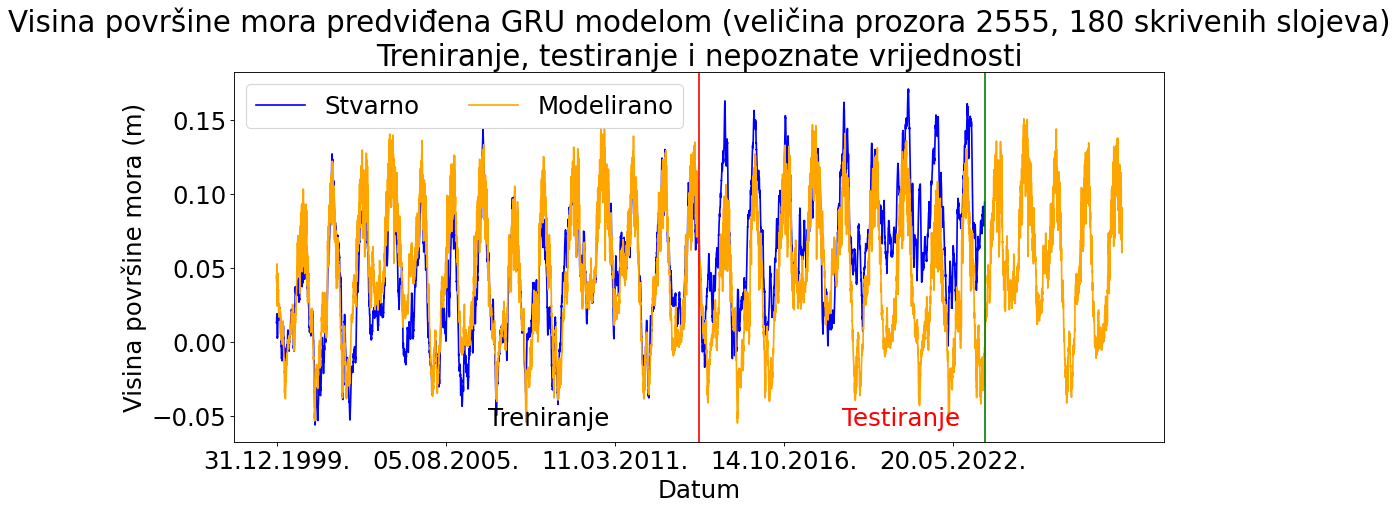 Visina površine mora predviđena GRU modelom (veličina prozora 2555, 180 skrivenih slojeva)
Treniranje, testiranje i nepoznate vrijednosti
Stvarno
Modelirano
Visina površine mora (m)
0.15
0.10
0.05
0.00
−0.05
Treniranje
Testiranje
31.12.1999.
05.08.2005.
11.03.2011.
14.10.2016.
20.05.2022.
Datum